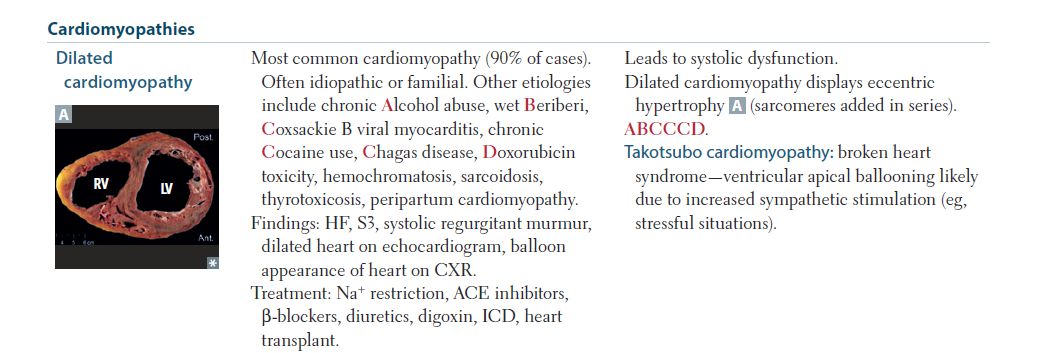 Cardiomyopathies
Dilated
cardiomyopathy
A
Post.
RV
LV
4 5 6 cm
Ant.
*
Most common cardiomyopathy (90% of cases).
Often idiopathic or familial. Other etiologies
include chronic Alcohol abuse, wet Beriberi,
Coxsackie B viral myocarditis, chronic
Cocaine use, Chagas disease, Doxorubicin
toxicity, hemochromatosis, sarcoidosis,
thyrotoxicosis, peripartum cardiomyopathy.
Findings: HF, S3, systolic regurgitant murmur,
dilated heart on echocardiogram, balloon
appearance of heart on CXR.
Treatment: Na⁺ restriction, ACE inhibitors,
β-blockers, diuretics, digoxin, ICD, heart
transplant.
Leads to systolic dysfunction.
Dilated cardiomyopathy displays eccentric
hypertrophy A (sarcomeres added in series).
ABCCCD.
Takotsubo cardiomyopathy: broken heart
syndrome—ventricular apical ballooning likely
due to increased sympathetic stimulation (eg,
stressful situations).